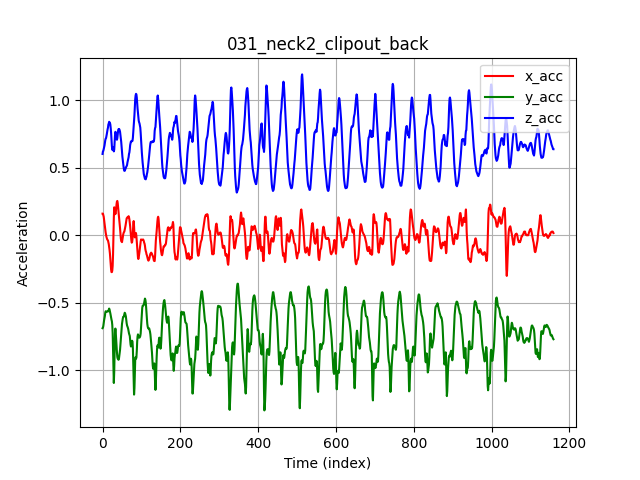 031_neck2_clipout_back
x_acc
y_acc
z_acc
Acceleration
1.0
0.5
0.0
−0.5
−1.0
0 200 400 600 800 1000 1200
Time (index)